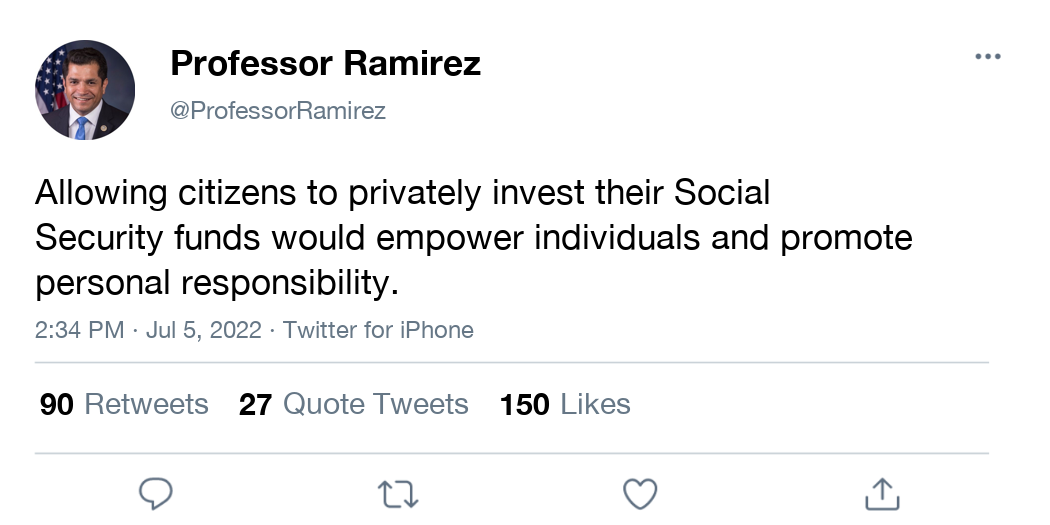 Professor Ramirez
@ProfessorRamirez
Allowing citizens to privately invest their Social
Security funds would empower individuals and promote
personal responsibility.
2:34 PM · Jul 5, 2022 · Twitter for iPhone
90 Retweets 27 Quote Tweets 150 Likes